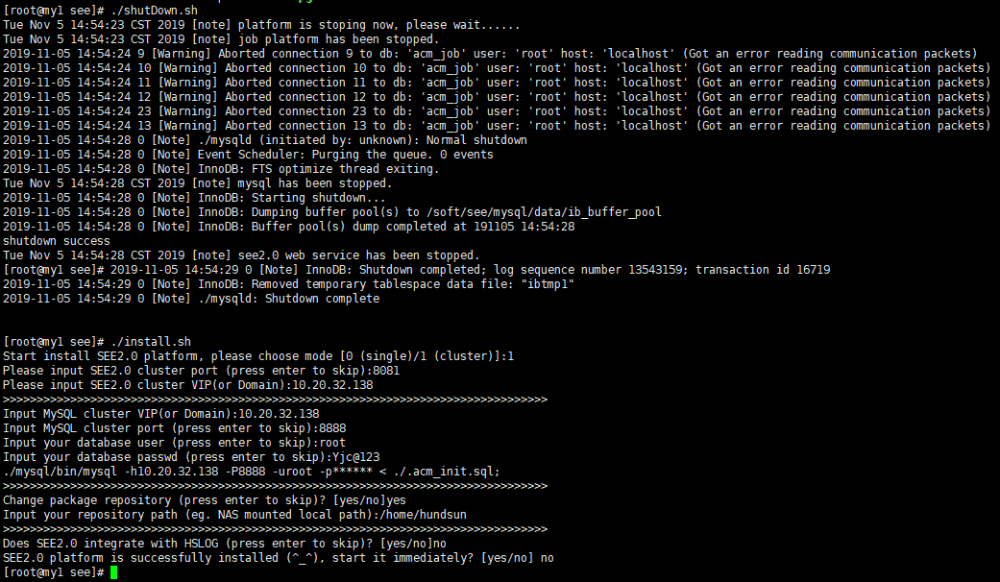 [root@my1 see]# ./shutDown.sh
Tue Nov 5 14:54:23 CST 2019 [note] platform is stoping now, please wait......
Tue Nov 5 14:54:23 CST 2019 [note] job platform has been stopped.
2019-11-05 14:54:24 9 [Warning] Aborted connection 9 to db: 'acm_job' user: 'root' host: 'localhost' (Got an error reading communication packets)
2019-11-05 14:54:24 10 [Warning] Aborted connection 10 to db: 'acm_job' user: 'root' host: 'localhost' (Got an error reading communication packets)
2019-11-05 14:54:24 11 [Warning] Aborted connection 11 to db: 'acm_job' user: 'root' host: 'localhost' (Got an error reading communication packets)
2019-11-05 14:54:24 12 [Warning] Aborted connection 12 to db: 'acm_job' user: 'root' host: 'localhost' (Got an error reading communication packets)
2019-11-05 14:54:24 23 [Warning] Aborted connection 23 to db: 'acm_job' user: 'root' host: 'localhost' (Got an error reading communication packets)
2019-11-05 14:54:24 13 [Warning] Aborted connection 13 to db: 'acm_job' user: 'root' host: 'localhost' (Got an error reading communication packets)
2019-11-05 14:54:28 0 [Note] ./mysqld (initiated by: unknown): Normal shutdown
2019-11-05 14:54:28 0 [Note] Event Scheduler: Purging the queue. 0 events
2019-11-05 14:54:28 0 [Note] InnoDB: FTS optimize thread exiting.
Tue Nov 5 14:54:28 CST 2019 [note] mysql has been stopped.
2019-11-05 14:54:28 0 [Note] InnoDB: Starting shutdown...
2019-11-05 14:54:28 0 [Note] InnoDB: Dumping buffer pool(s) to /soft/see/mysql/data/ib_buffer_pool
2019-11-05 14:54:28 0 [Note] InnoDB: Buffer pool(s) dump completed at 191105 14:54:28
shutdown success
Tue Nov 5 14:54:28 CST 2019 [note] see2.0 web service has been stopped.
[root@my1 see]# 2019-11-05 14:54:29 0 [Note] InnoDB: Shutdown completed; log sequence number 13543159; transaction id 16719
2019-11-05 14:54:29 0 [Note] InnoDB: Removed temporary tablespace data file: "ibtmp1"
2019-11-05 14:54:29 0 [Note] ./mysqld: Shutdown complete
[root@my1 see]# ./install.sh
Start install SEE2.0 platform, please choose mode [0 (single)/1 (cluster)]:1
Please input SEE2.0 cluster port (press enter to skip):8081
Please input SEE2.0 cluster VIP(or Domain):10.20.32.138
>>>>>>>>>>>>>>>>>>>>>>>>>>>>>>>>>>>>>>>>>>>>>>>>>>>>>>>>>>>>>>>>>>>>>>>>>>>>>>>>>
Input MySQL cluster VIP(or Domain):10.20.32.138
Input MySQL cluster port (press enter to skip):8888
Input your database user (press enter to skip):root
Input your database passwd (press enter to skip):Yjc@123
./mysql/bin/mysql -h10.20.32.138 -P8888 -uroot -p****** < ./.acm_init.sql;
>>>>>>>>>>>>>>>>>>>>>>>>>>>>>>>>>>>>>>>>>>>>>>>>>>>>>>>>>>>>>>>>>>>>>>>>>>>>>>>>>
Change package repository (press enter to skip)? [yes/no]yes
Input your repository path (eg. NAS mounted local path):/home/hundsun
>>>>>>>>>>>>>>>>>>>>>>>>>>>>>>>>>>>>>>>>>>>>>>>>>>>>>>>>>>>>>>>>>>>>>>>>>>>>>>>>>
Does SEE2.0 integrate with HSLOG (press enter to skip)? [yes/no]no
SEE2.0 platform is successfully installed (^_^), start it immediately? [yes/no] no
[root@my1 see]#